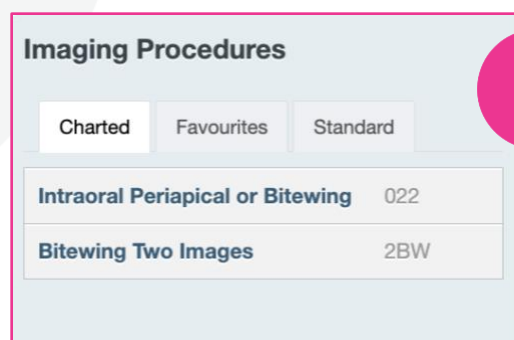 Imaging Procedures
Charted Favourites Standard
Intraoral Periapical or Bitewing 022
Bitewing Two Images 2BW